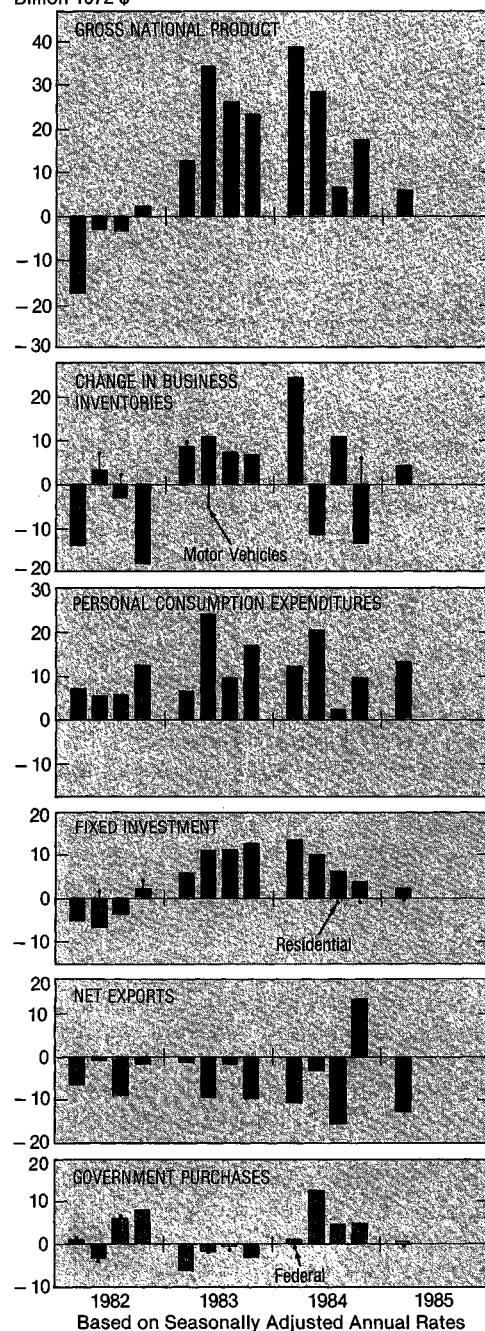 Billion 1972 $
GROSS NATIONAL PRODUCT
40
30
20
10
0
– 10
– 20
– 30
CHANGE IN BUSINESS
INVENTORIES
20
10
0
– 10
– 20
Motor Vehicles
30
PERSONAL CONSUMPTION EXPENDITURES
20
10
0
– 10
20
FIXED INVESTMENT
10
0
– 10
Residential
20
NET EXPORTS
10
0
– 10
– 20
20
GOVERNMENT PURCHASES
10
0
– 10
Federal
1982 1983 1984 1985
Based on Seasonally Adjusted Annual Rates